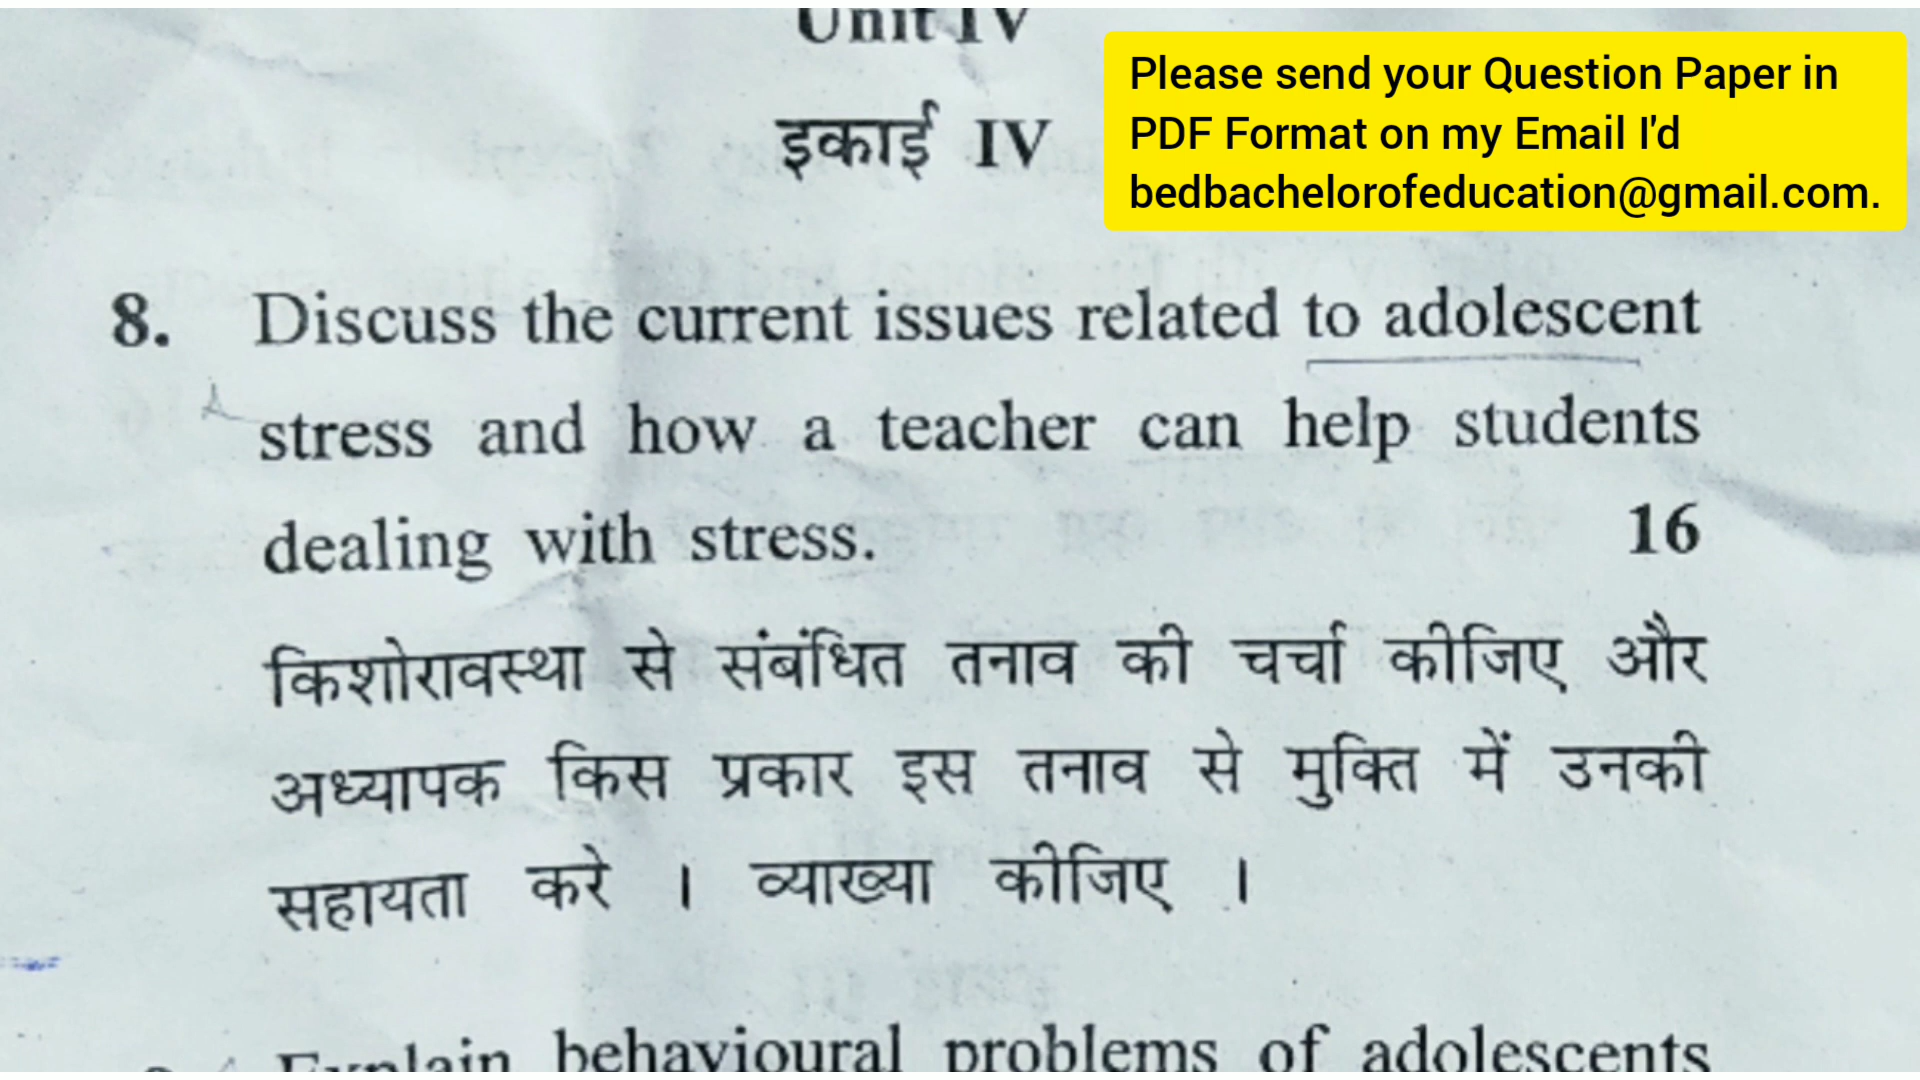 Unit IV
Please send your Question Paper in
PDF Format on my Email I'd
bedbachelorofeducation@gmail.com.
इकाई IV
8. Discuss the current issues related to adolescent
stress and how a teacher can help students
dealing with stress. 16
किशोरावस्था से संबंधित तनाव की चर्चा कीजिए और
अध्यापक किस प्रकार इस तनाव से मुक्ति में उनकी
सहायता करे । व्याख्या कीजिए ।
Explain behavioural problems of adolescents